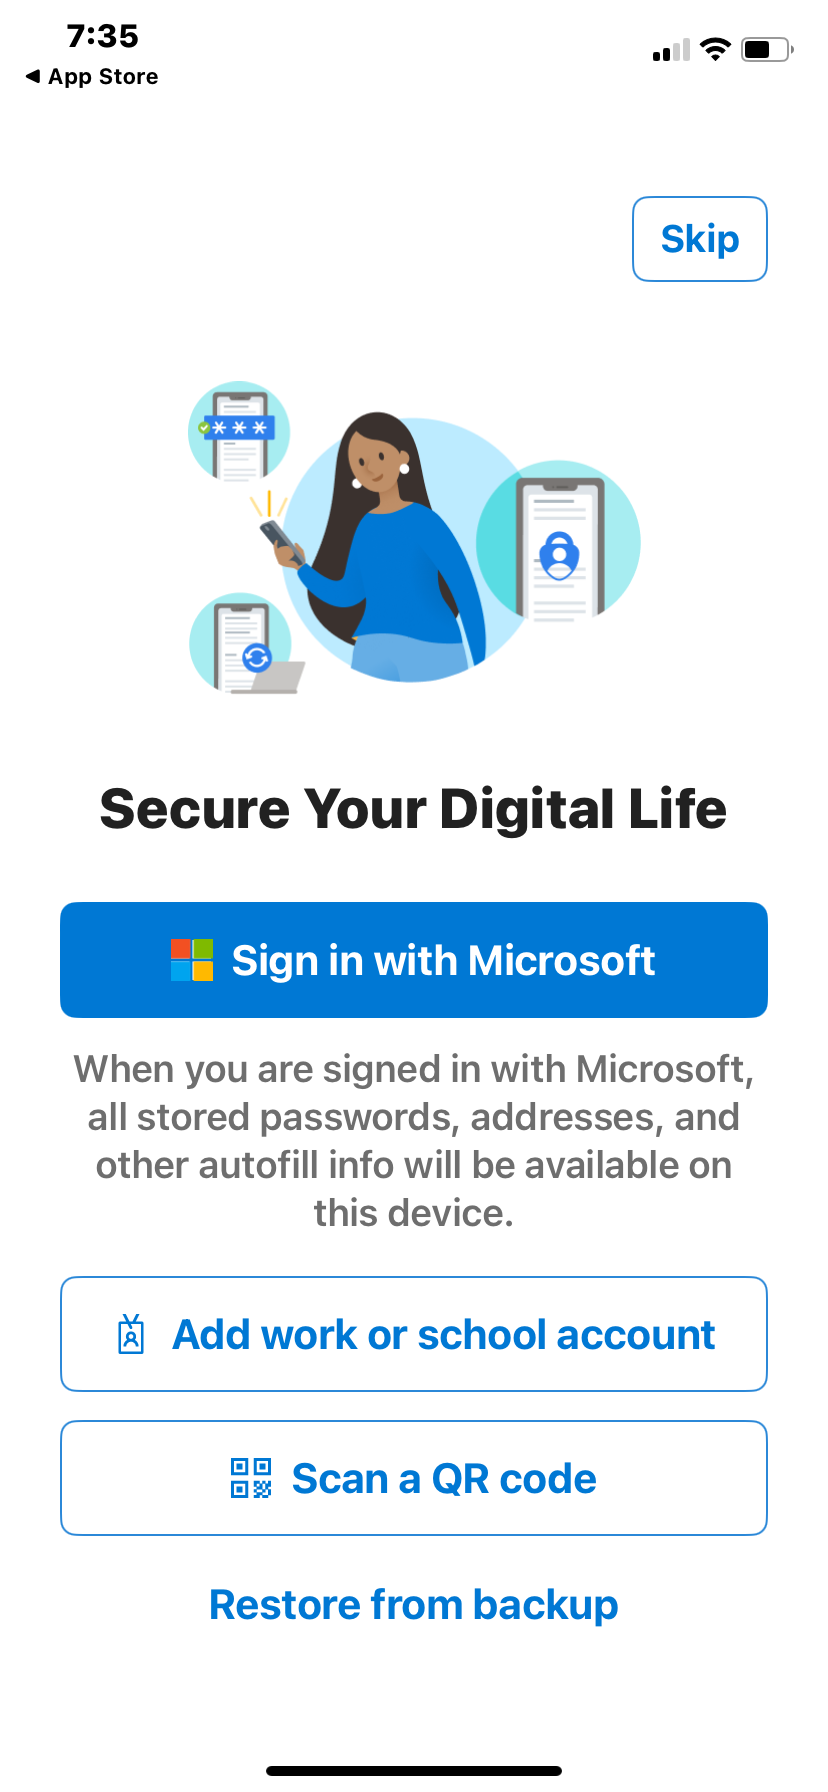 7:35
◀ App Store
Skip
***
Secure Your Digital Life
Sign in with Microsoft
When you are signed in with Microsoft,
all stored passwords, addresses, and
other autofill info will be available on
this device.
Add work or school account
Scan a QR code
Restore from backup